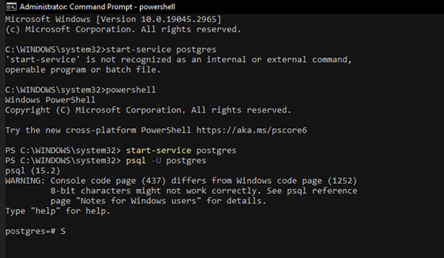 Administrator: Command Prompt - powershell
Microsoft Windows [Version 10.0.19045.2965]
(c) Microsoft Corporation. All rights reserved.
C:\WINDOWS\system32>start-service postgres
'start-service' is not recognized as an internal or external command,
operable program or batch file.
C:\WINDOWS\system32>powershell
Windows PowerShell
Copyright (C) Microsoft Corporation. All rights reserved.
Try the new cross-platform PowerShell https://aka.ms/pscore6
PS C:\WINDOWS\system32> start-service postgres
PS C:\WINDOWS\system32> psql -U postgres
psql (15.2)
WARNING: Console code page (437) differs from Windows code page (1252)
8-bit characters might not work correctly. See psql reference
page "Notes for Windows users" for details.
Type "help" for help.
postgres=# S